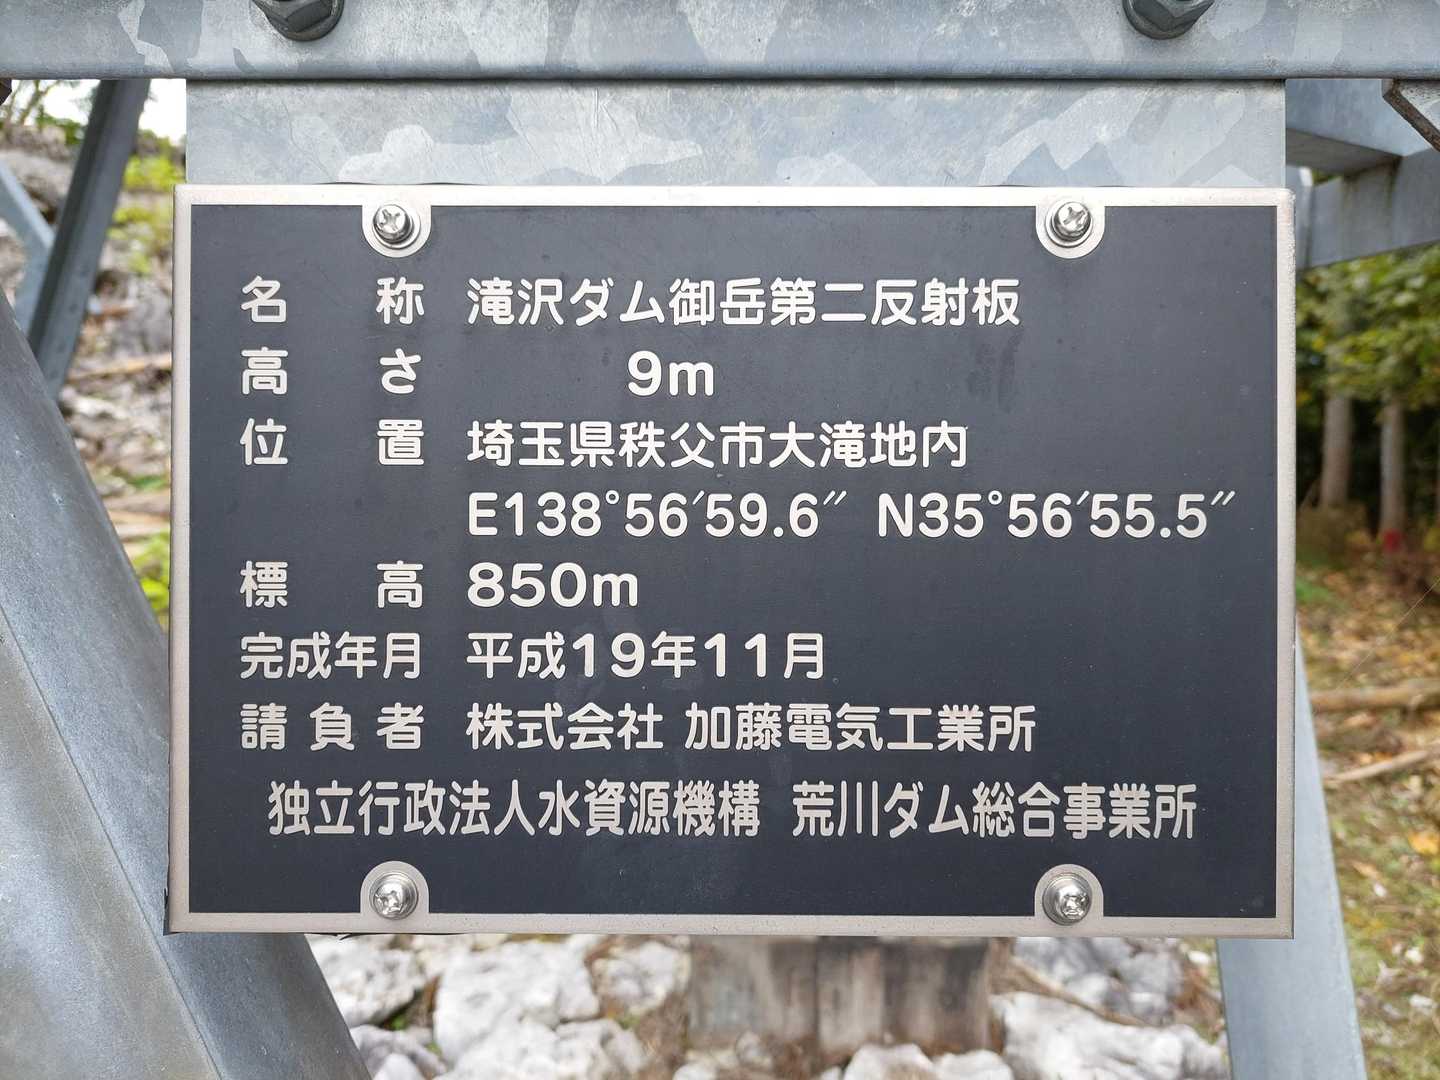 名称 滝沢ダム御岳第二反射板
高さ 9m
位置 埼玉県秩父市大滝地内
E138°56′59.6″ N35°56′55.5″
標高 850m
完成年月 平成19年11月
請負者 株式会社 加藤電気工業所
独立行政法人水資源機構 荒川ダム総合事業所